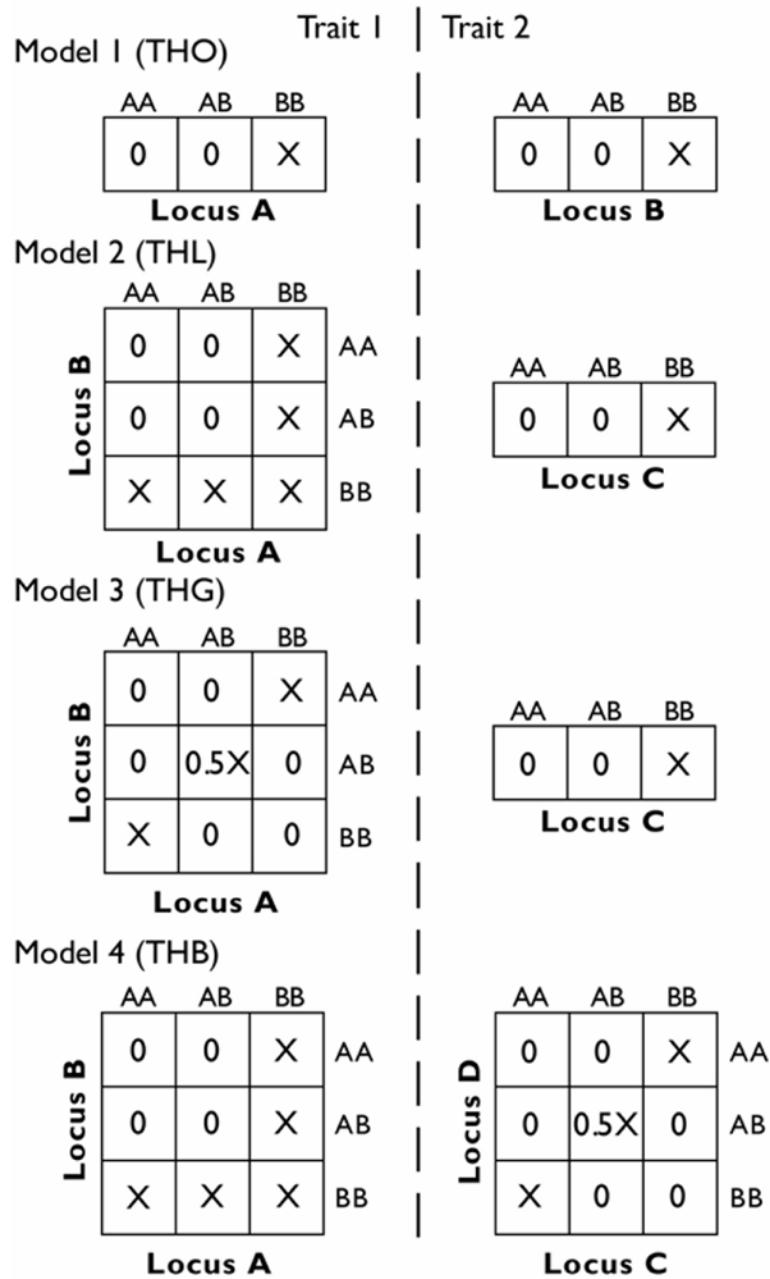 Trait 1 Trait 2
Model 1 (THO)
AA AB BB AA AB BB
0 0 X 0 0 X
Locus A Locus B
Model 2 (THL)
AA AB BB
0 0 X AA
AA AB BB
Locus B 0 0 X AB 0 0 X
Locus C
X X X BB
Locus A
Model 3 (THG)
AA AB BB
0 0 X AA
AA AB BB
Locus B 0 0.5X 0 AB 0 0 X
Locus C
X 0 0 BB
Locus A
Model 4 (THB)
AA AB BB AA AB BB
0 0 X AA 0 0 X AA
Locus B 0 0 X AB Locus D 0 0.5X 0 AB
X X X BB X 0 0 BB
Locus A Locus C